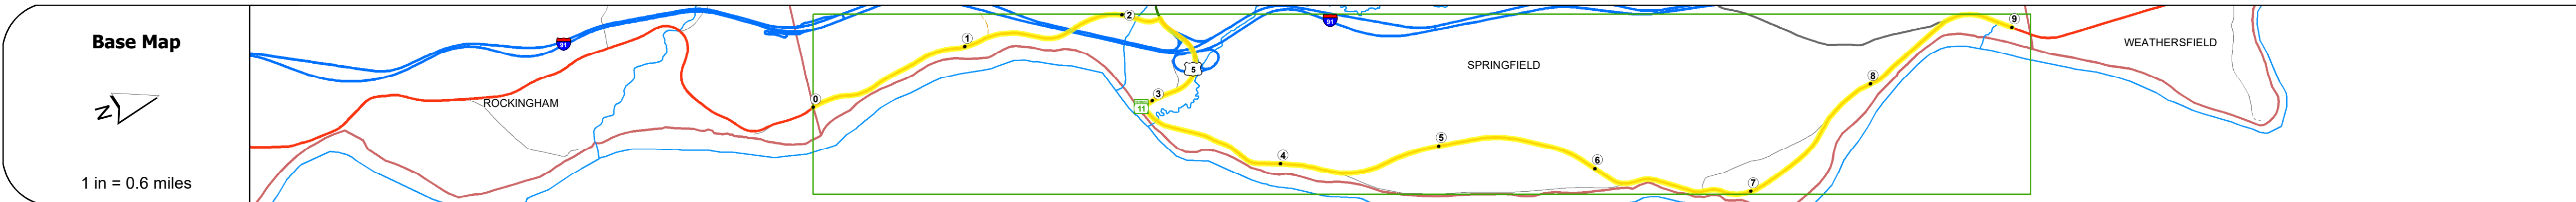 Base Map
N
1 in = 0.6 miles
91
ROCKINGHAM
0
1
2
5
3
11
91
SPRINGFIELD
4
5
6
7
8
9
WEATHERSFIELD